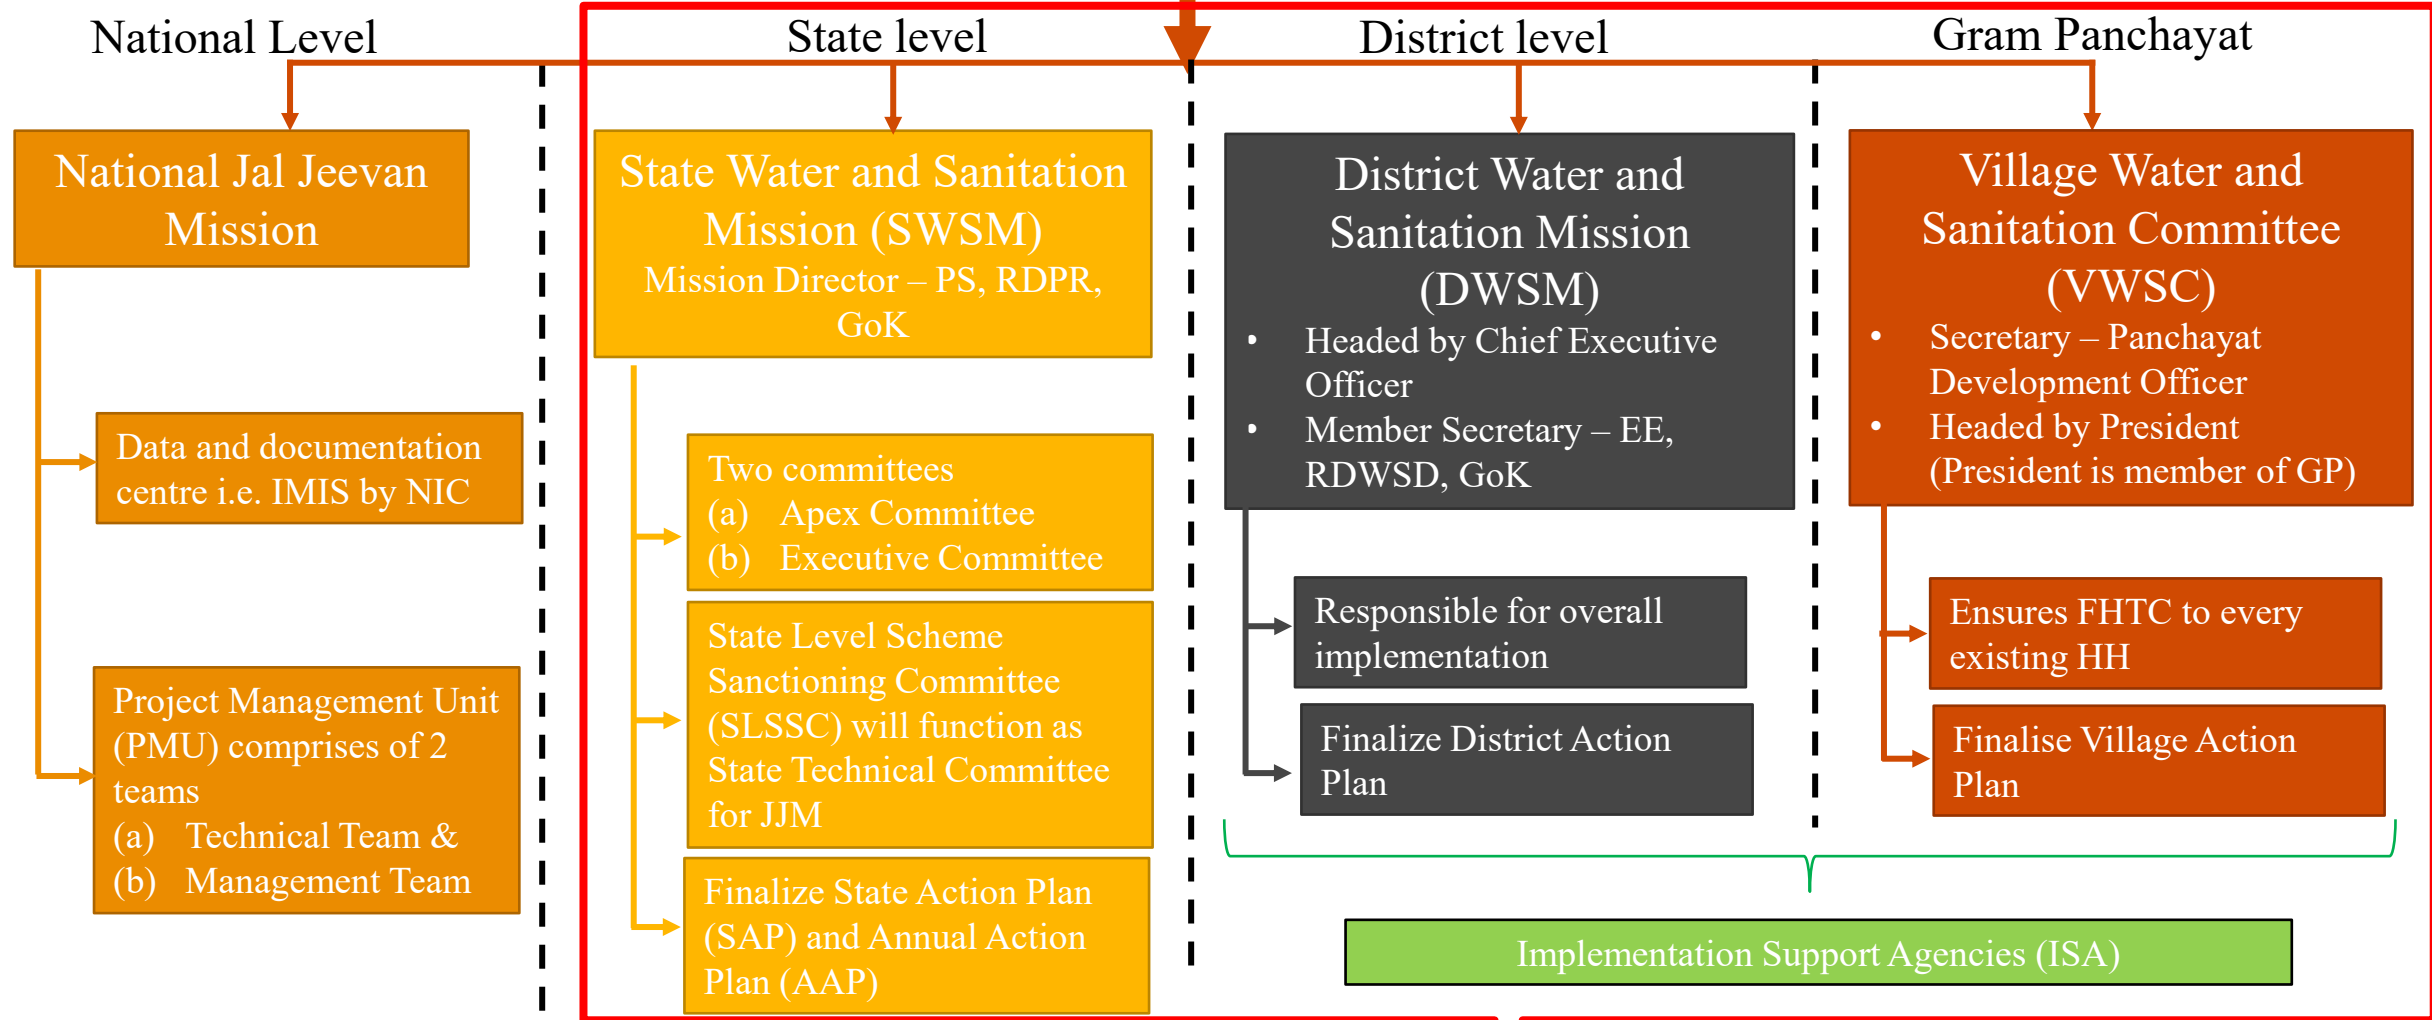 National Level
State level
District level
Gram Panchayat
National Jal Jeevan
Mission
Data and documentation
centre i.e. IMIS by NIC
Project Management Unit
(PMU) comprises of 2
teams
(a) Technical Team &
(b) Management Team
State Water and Sanitation
Mission (SWSM)
Mission Director – PS, RDPR,
GoK
Two committees
(a) Apex Committee
(b) Executive Committee
State Level Scheme
Sanctioning Committee
(SLSSC) will function as
State Technical Committee
for JJM
Finalize State Action Plan
(SAP) and Annual Action
Plan (AAP)
District Water and
Sanitation Mission
(DWSM)
• Headed by Chief Executive
Officer
• Member Secretary – EE,
RDWSD, GoK
Responsible for overall
implementation
Finalize District Action
Plan
Village Water and
Sanitation Committee
(VWSC)
• Secretary – Panchayat
Development Officer
• Headed by President
(President is member of GP)
Ensures FHTC to every
existing HH
Finalise Village Action
Plan
Implementation Support Agencies (ISA)